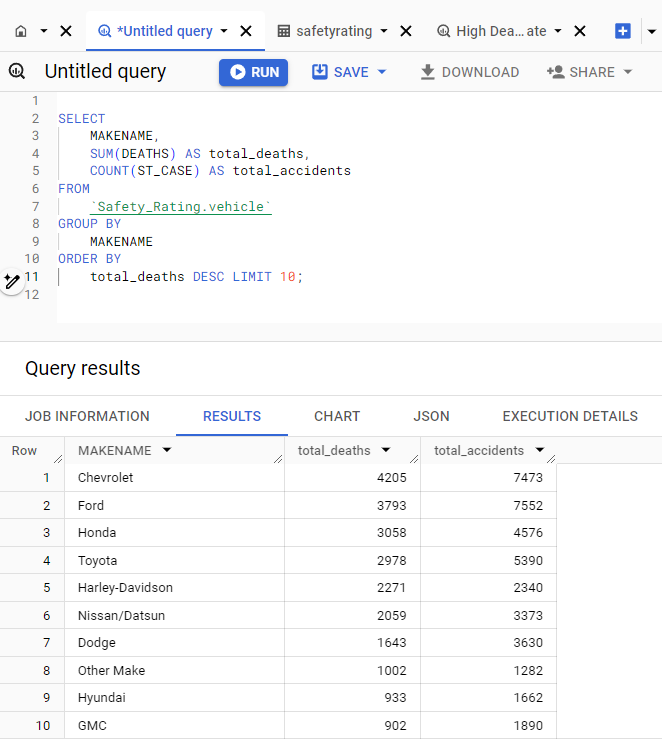 *Untitled query
safetyrating
High Dea... ate
Untitled query
RUN
SAVE
DOWNLOAD
SHARE
1
2 SELECT
3 MAKENAME,
4 SUM(DEATHS) AS total_deaths,
5 COUNT(ST_CASE) AS total_accidents
6 FROM
7 `Safety_Rating.vehicle`
8 GROUP BY
9 MAKENAME
10 ORDER BY
11 total_deaths DESC LIMIT 10;
12
Query results
JOB INFORMATION RESULTS CHART JSON EXECUTION DETAILS
Row MAKENAME total_deaths total_accidents
1 Chevrolet 4205 7473
2 Ford 3793 7552
3 Honda 3058 4576
4 Toyota 2978 5390
5 Harley-Davidson 2271 2340
6 Nissan/Datsun 2059 3373
7 Dodge 1643 3630
8 Other Make 1002 1282
9 Hyundai 933 1662
10 GMC 902 1890